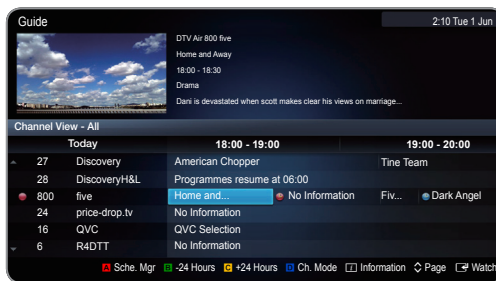 Guide
2:10 Tue 1 Jun
DTV Air 800 five
Home and Away
18:00 - 18:30
Drama
Dani is devastated when scott makes clear his views on marriage...
Channel View - All
Today 18:00 - 19:00 19:00 - 20:00
27 Discovery American Chopper Tine Team
28 DiscoveryH&L Programmes resume at 06:00
800 five Home and... No Information Fiv... Dark Angel
24 price-drop.tv No Information
16 QVC QVC Selection
6 R4DTT No Information
A Sche. Mgr B -24 Hours C +24 Hours D Ch. Mode i Information Page Watch